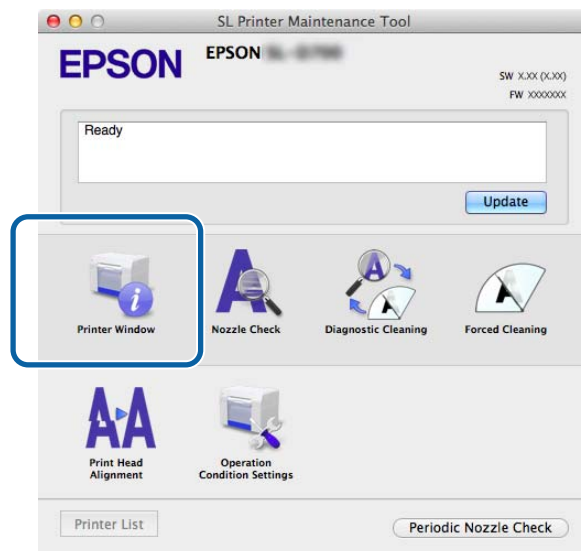 SL Printer Maintenance Tool
EPSON
EPSON
SW X.XX (X.XX)
FW XXXXXXX
Ready
Update
Printer Window
Nozzle Check
Diagnostic Cleaning
Forced Cleaning
Print Head
Alignment
Operation
Condition Settings
Printer List
Periodic Nozzle Check